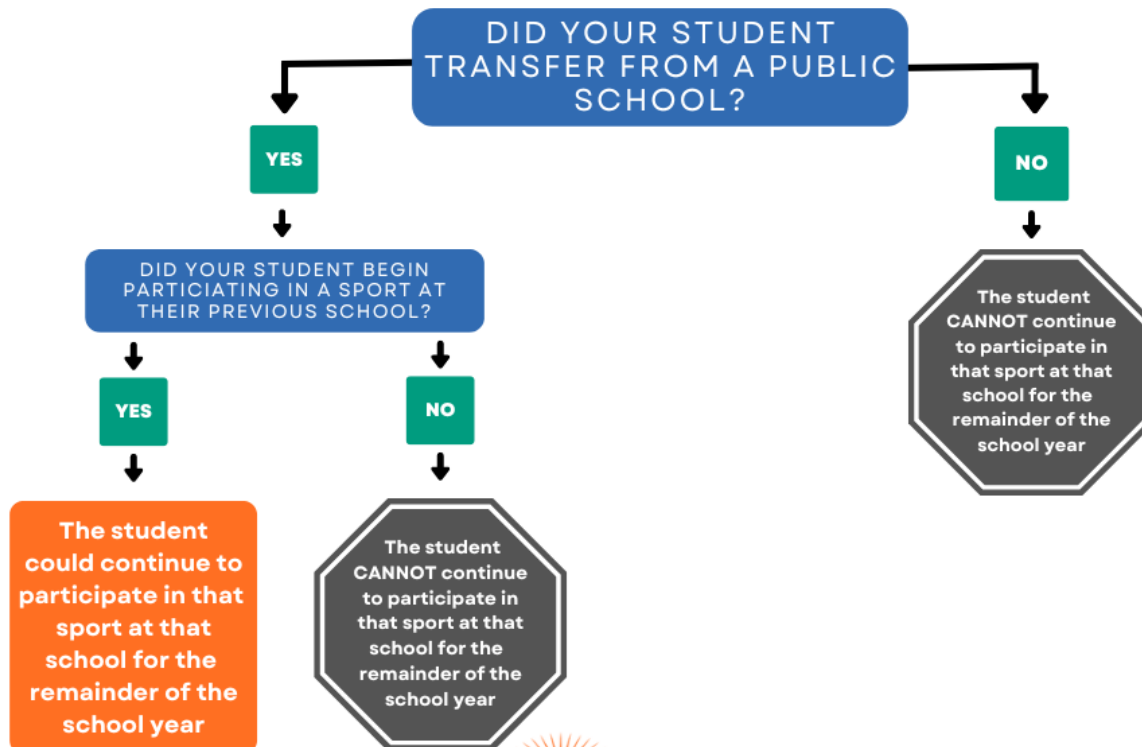 DID YOUR STUDENT
TRANSFER FROM A PUBLIC
SCHOOL?
YES
NO
DID YOUR STUDENT BEGIN
PARTICIATING IN A SPORT AT
THEIR PREVIOUS SCHOOL?
YES
NO
The student
CANNOT continue
to participate in
that sport at that
school for the
remainder of the
school year
The student
could continue to
participate in that
sport at that
school for the
remainder of the
school year
The student
CANNOT continue
to participate in
that sport at that
school for the
remainder of the
school year